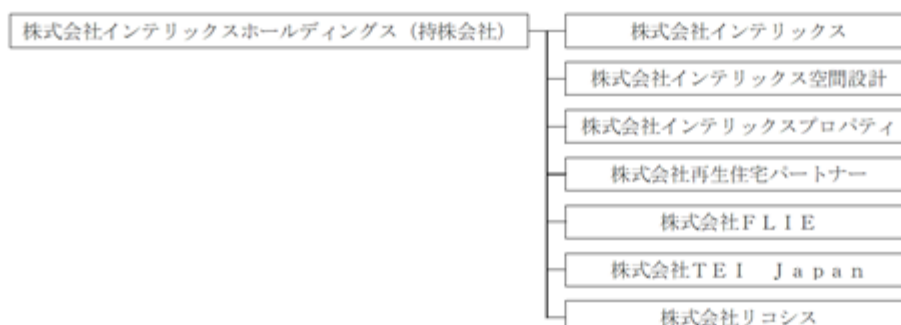 株式会社インテリックスホールディングス（持株会社）
株式会社インテリックス
株式会社インテリックス空間設計
株式会社インテリックスプロパティ
株式会社再生住宅パートナー
株式会社ＦＬＩＥ
株式会社ＴＥＩ　Ｊａｐａｎ
株式会社リコシス